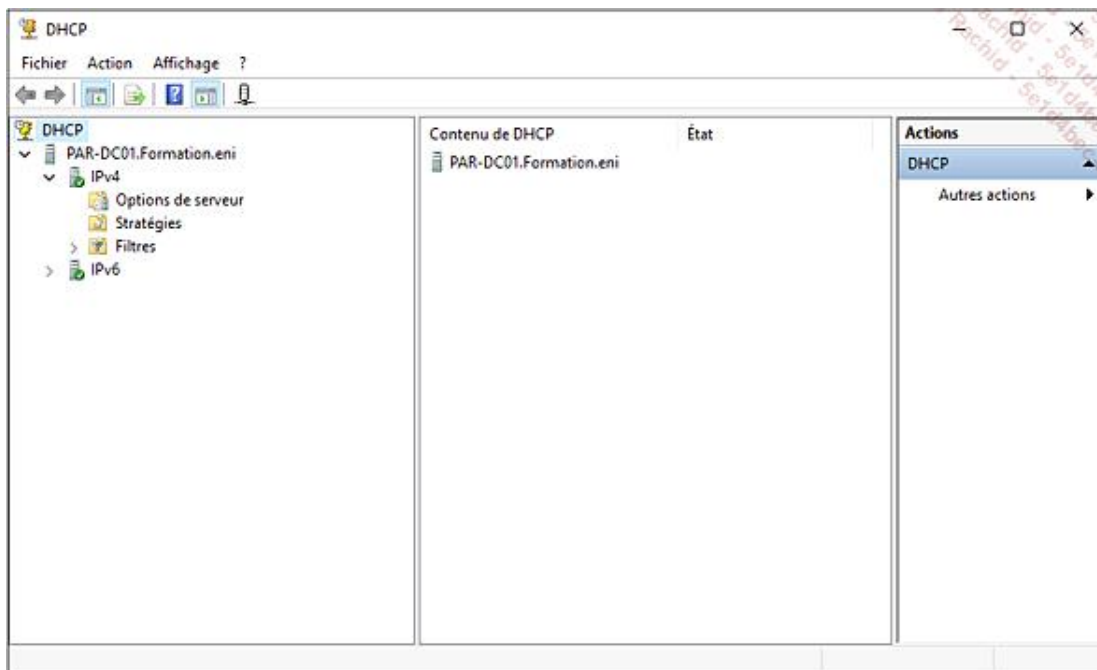 DHCP
Fichier Action Affichage ?
DHCP
PAR-DC01.Formation.eni
IPv4
Options de serveur
Stratégies
Filtres
IPv6
Contenu de DHCP État
PAR-DC01.Formation.eni
Actions
DHCP
Autres actions